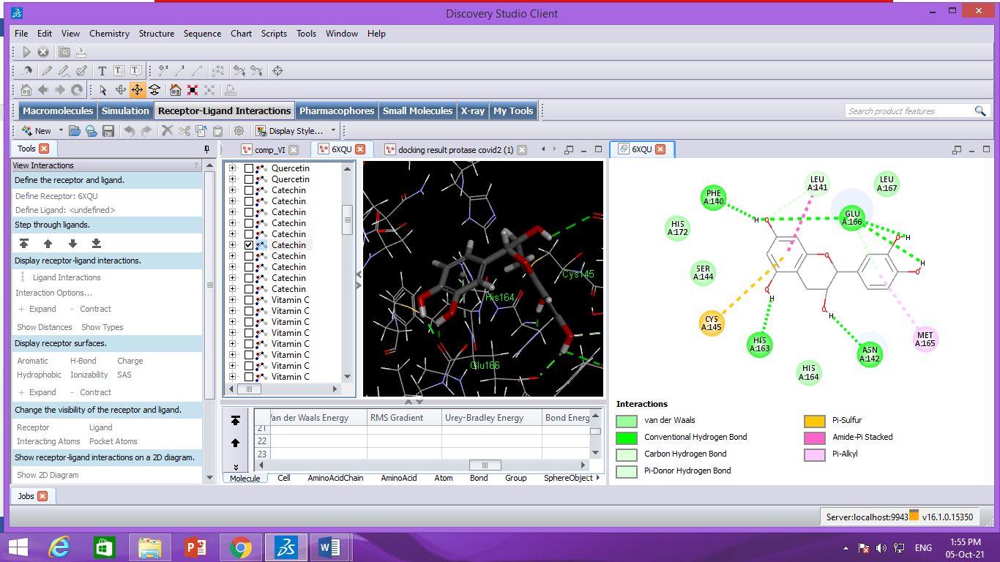 Discovery Studio Client
File Edit View Chemistry Structure Sequence Chart Scripts Tools Window Help
Macromolecules Simulation Receptor-Ligand Interactions Pharmacophores Small Molecules X-ray My Tools
Search product features
New Display Style...
Tools
View Interactions ?
Define the receptor and ligand.
Define Receptor: 6XQU
Define Ligand: <undefined>
Step through ligands.
Display receptor-ligand interactions.
Ligand Interactions
Interaction Options...
+ Expand − Contract
Show Distances Show Types
Display receptor surfaces.
Aromatic H-Bond Charge
Hydrophobic Ionizability SAS
+ Expand − Contract
Change the visibility of the receptor and ligand.
Receptor Ligand
Interacting Atoms Pocket Atoms
Show receptor-ligand interactions on a 2D diagram.
Show 2D Diagram
comp_VI 6XQU docking result protase covid2 (1)
Quercetin
Quercetin
Catechin
Catechin
Catechin
Catechin
Catechin
Catechin
Catechin
Catechin
Catechin
Catechin
Vitamin C
Vitamin C
Vitamin C
Vitamin C
Vitamin C
Vitamin C
Vitamin C
Vitamin C
Cys145
His164
Glu166
Van der Waals Energy RMS Gradient Urey-Bradley Energy Bond Energ
21
22
23
Molecule Cell AminoAcidChain AminoAcid Atom Bond Group SphereObject
6XQU
LEU
A:141
LEU
A:167
PHE
A:140
GLU
A:166
HIS
A:172
H
O
O
H
H
O
O
SER
A:144
O
H
O
H
CYS
A:145
HIS
A:163
MET
A:165
ASN
A:142
HIS
A:164
Interactions
van der Waals
Conventional Hydrogen Bond
Carbon Hydrogen Bond
Pi-Donor Hydrogen Bond
Pi-Sulfur
Amide-Pi Stacked
Pi-Alkyl
Jobs
Server:localhost:9943 v16.1.0.15350
ENG
1:55 PM
05-Oct-21